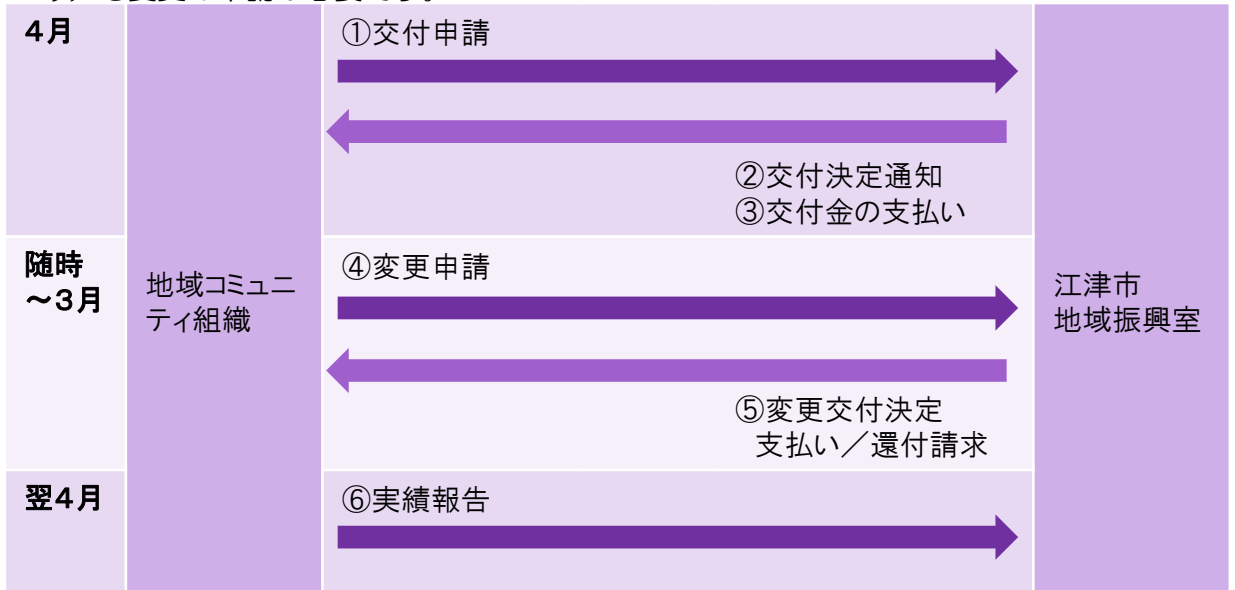 4月
①交付申請
②交付決定通知
③交付金の支払い
随時
～3月
地域コミュニ
ティ組織
④変更申請
江津市
地域振興室
⑤変更交付決定
支払い／還付請求
翌4月
⑥実績報告